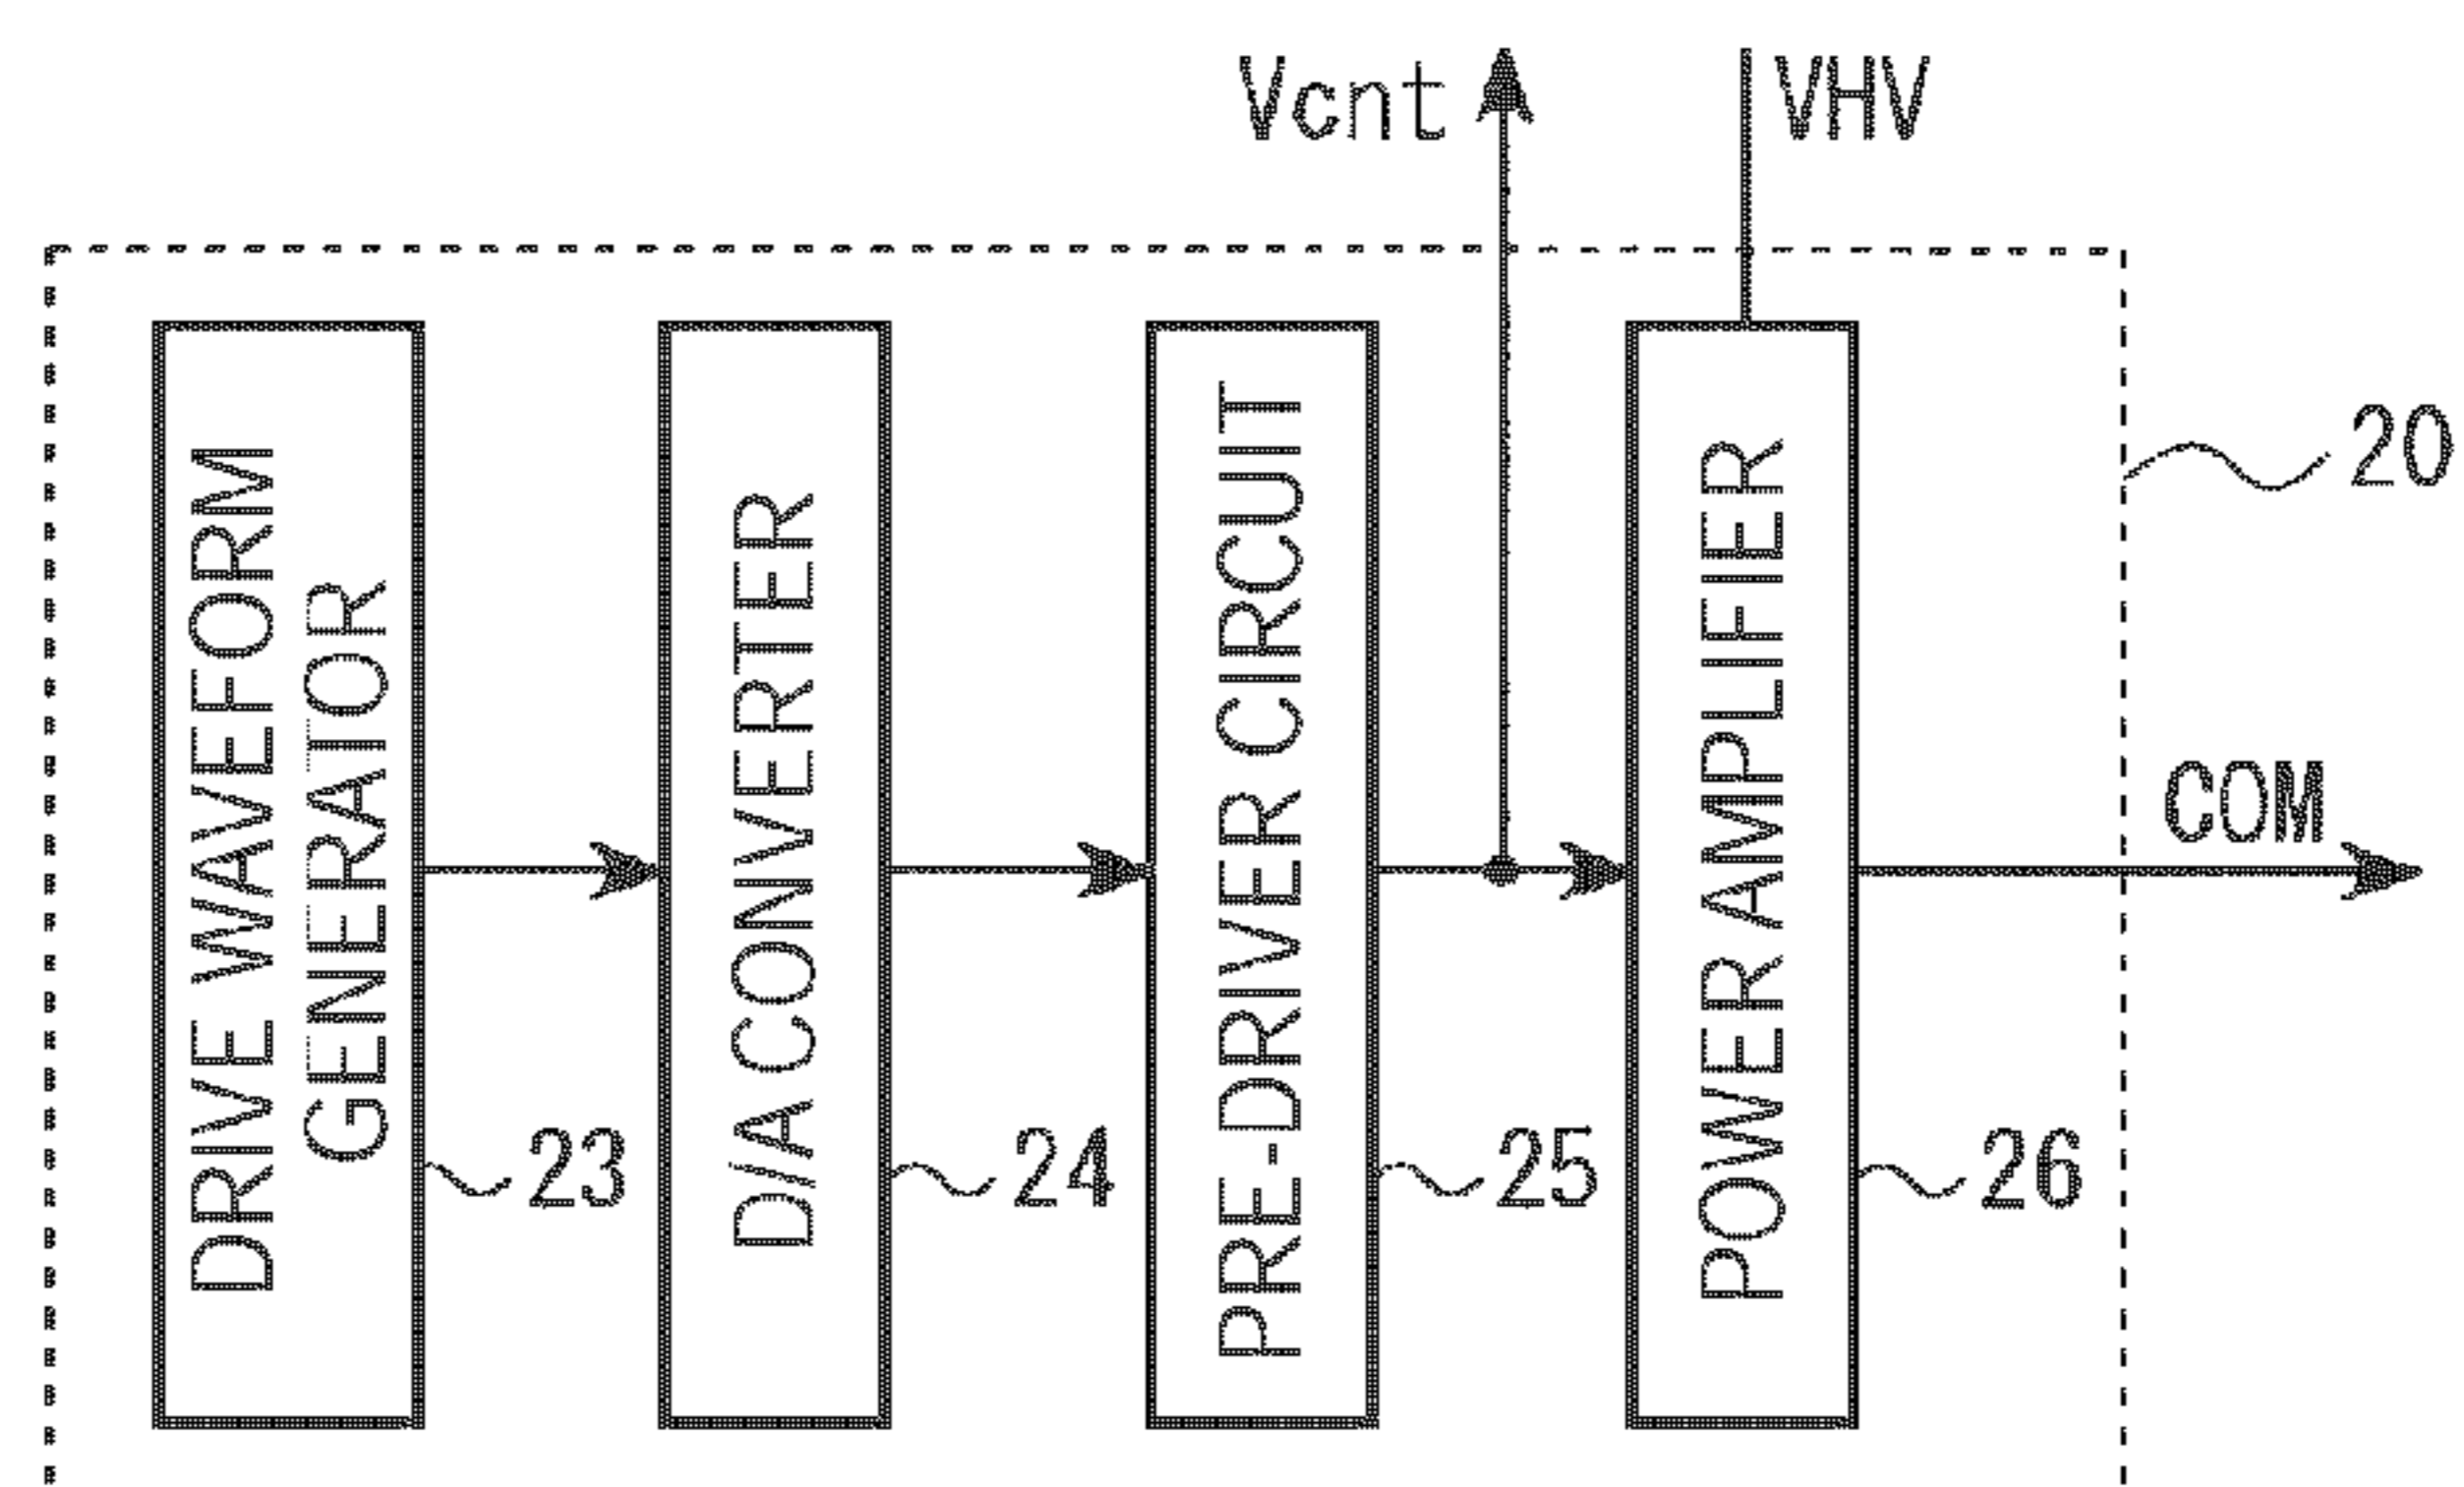 Vcnt
VHV
20
COM
DRIVE WAVEFORM
GENERATOR
23
D/A CONVERTER
24
PRE-DRIVER CIRCUIT
25
POWER AMPLIFIER
26